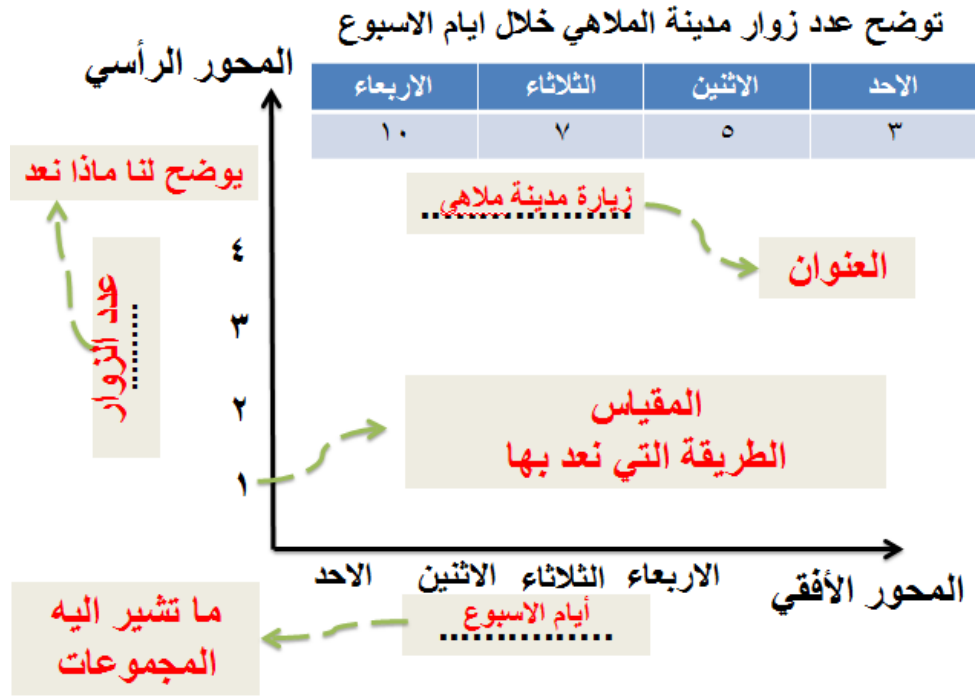 توضح عدد زوار مدينة الملاهي خلال ايام الاسبوع
المحور الرأسي
الاحد الاثنين الثلاثاء الاربعاء
٣ ٥ ٧ ١٠
يوضح لنا ماذا نعد
زيارة مدينة ملاهي
العنوان
عدد الزوار
٤
٣
٢
١
المقياس
الطريقة التي نعد بها
الاحد الاثنين الثلاثاء الاربعاء
المحور الأفقي
أيام الاسبوع
ما تشير اليه
المجموعات